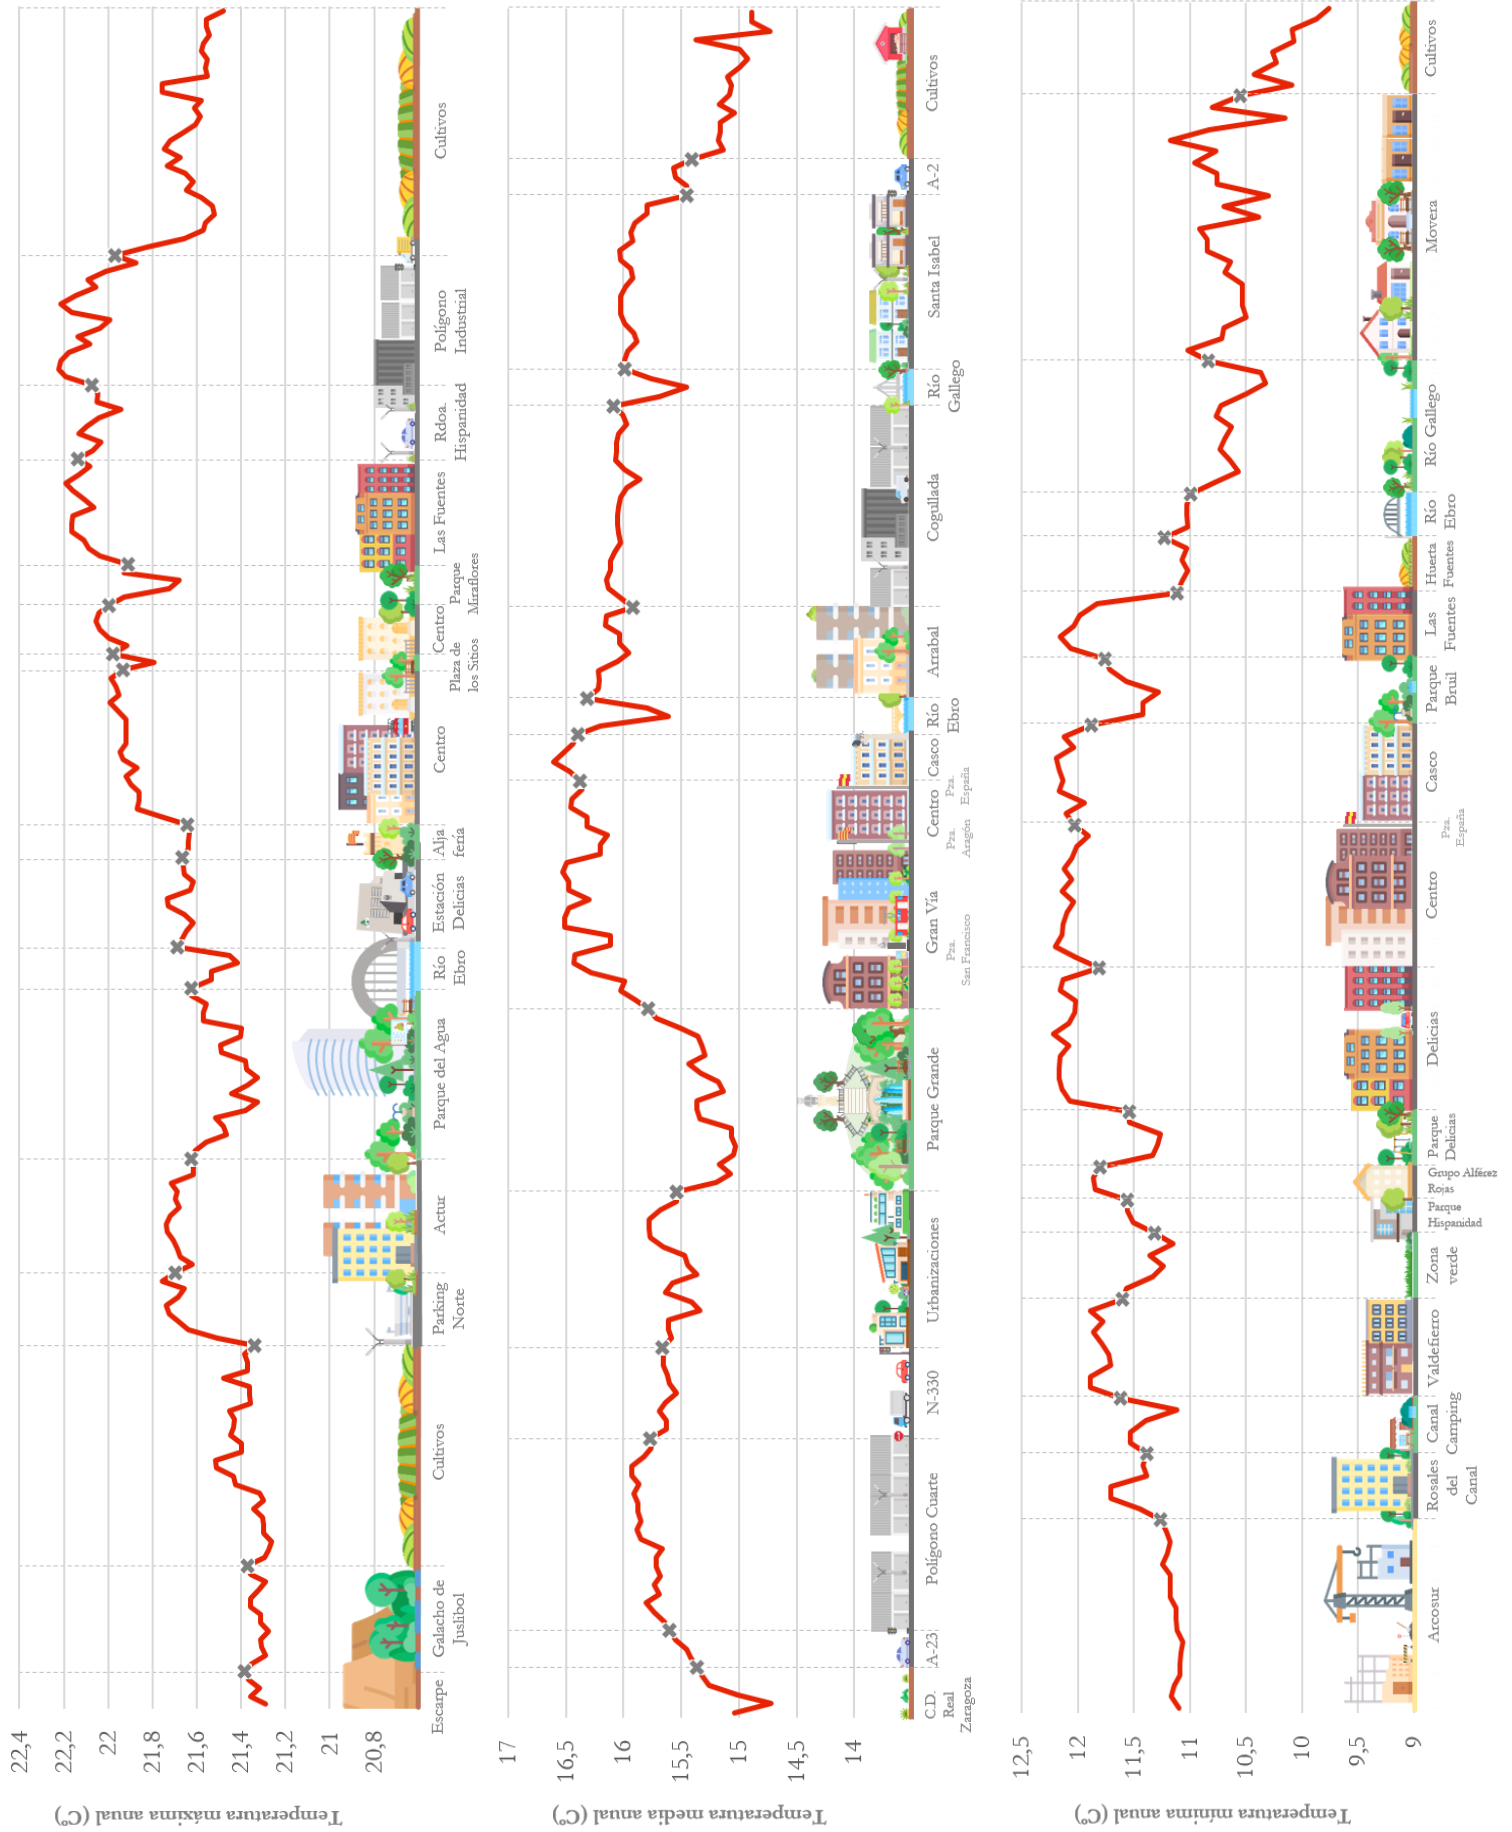 Temperatura máxima anual (Cº)
22,4
22,2
22
21,8
21,6
21,4
21,2
21
20,8
Escarpe
Galacho de
Juslibol
Cultivos
Parking
Norte
Actur
Parque del Agua
Río
Ebro
Estación
Delicias
Alja
fería
Centro
Plaza de
los Sitios
Centro
Parque
Miraflores
Las Fuentes
Rdoa.
Hispanidad
Polígono
Industrial
Cultivos
Temperatura media anual (Cº)
17
16,5
16
15,5
15
14,5
14
C.D.
Real
Zaragoza
A-23
Polígono Cuarte
N-330
Urbanizaciones
Parque Grande
Pza.
San Francisco
Gran Vía
Pza.
Aragón
Centro
Pza.
España
Casco
Río
Ebro
Arrabal
Cogullada
Río
Gallego
Santa Isabel
A-2
Cultivos
Temperatura mínima anual (Cº)
12,5
12
11,5
11
10,5
10
9,5
9
Arcosur
Rosales
del
Canal
Canal
Camping
Valdefierro
Zona
verde
Parque
Hispanidad
Grupo Alférez
Rojas
Parque
Delicias
Delicias
Centro
Pza.
España
Casco
Parque
Bruil
Las
Fuentes
Huerta
Fuentes
Río
Ebro
Río Gallego
Movera
Cultivos